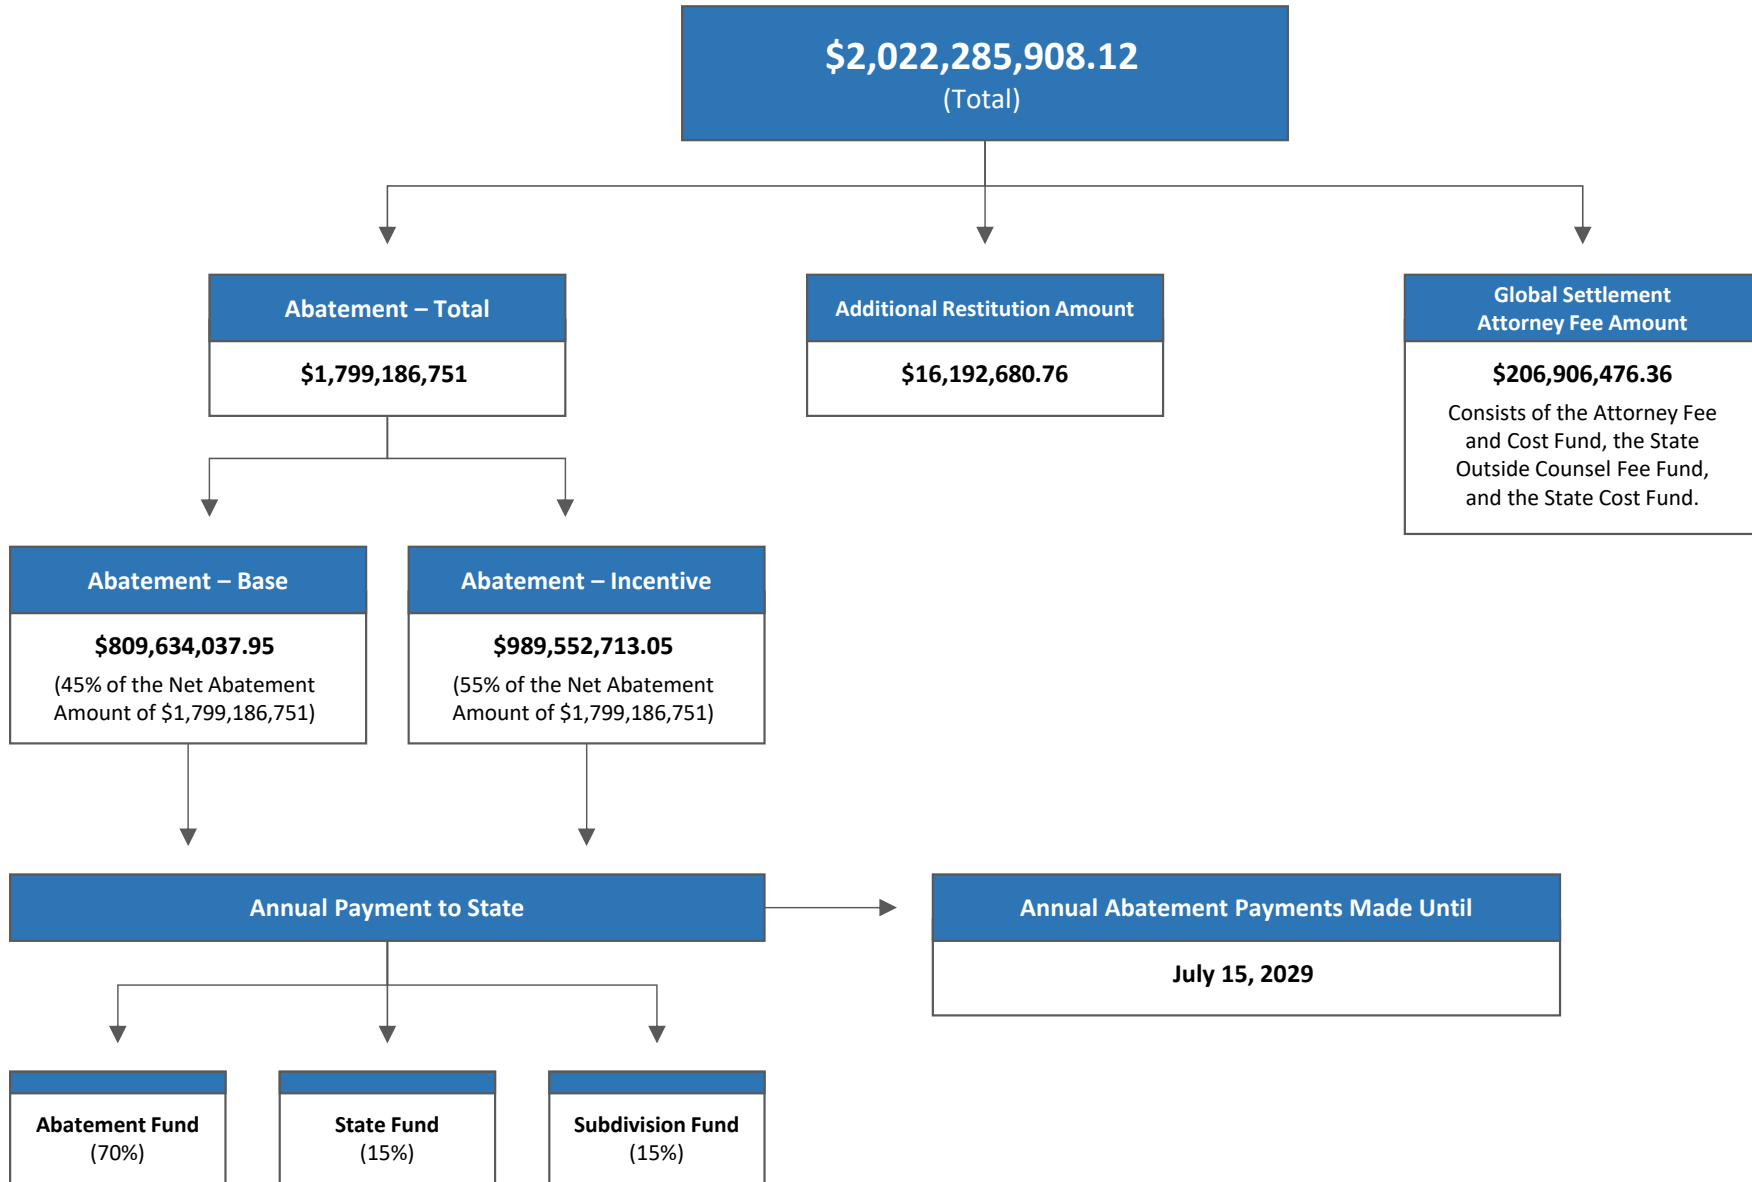 $2,022,285,908.12
(Total)
Abatement – Total
$1,799,186,751
Additional Restitution Amount
$16,192,680.76
Global Settlement
Attorney Fee Amount
$206,906,476.36
Consists of the Attorney Fee
and Cost Fund, the State
Outside Counsel Fee Fund,
and the State Cost Fund.
Abatement – Base
$809,634,037.95
(45% of the Net Abatement
Amount of $1,799,186,751)
Abatement – Incentive
$989,552,713.05
(55% of the Net Abatement
Amount of $1,799,186,751)
Annual Payment to State
Annual Abatement Payments Made Until
July 15, 2029
Abatement Fund
(70%)
State Fund
(15%)
Subdivision Fund
(15%)